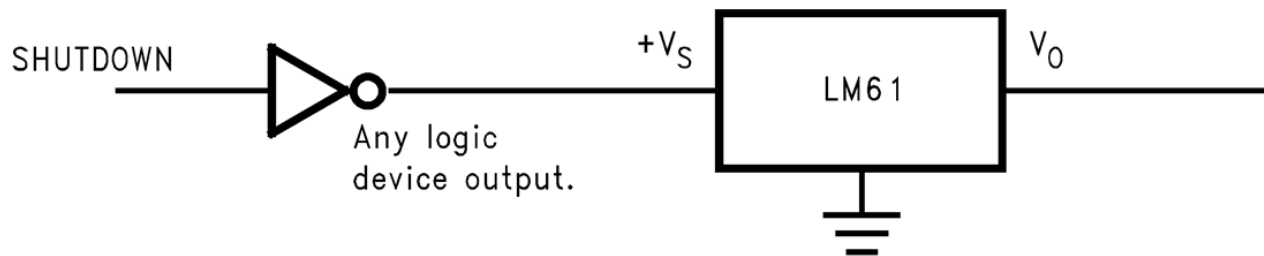 SHUTDOWN
+VS
LM61
VO
Any logic
device output.